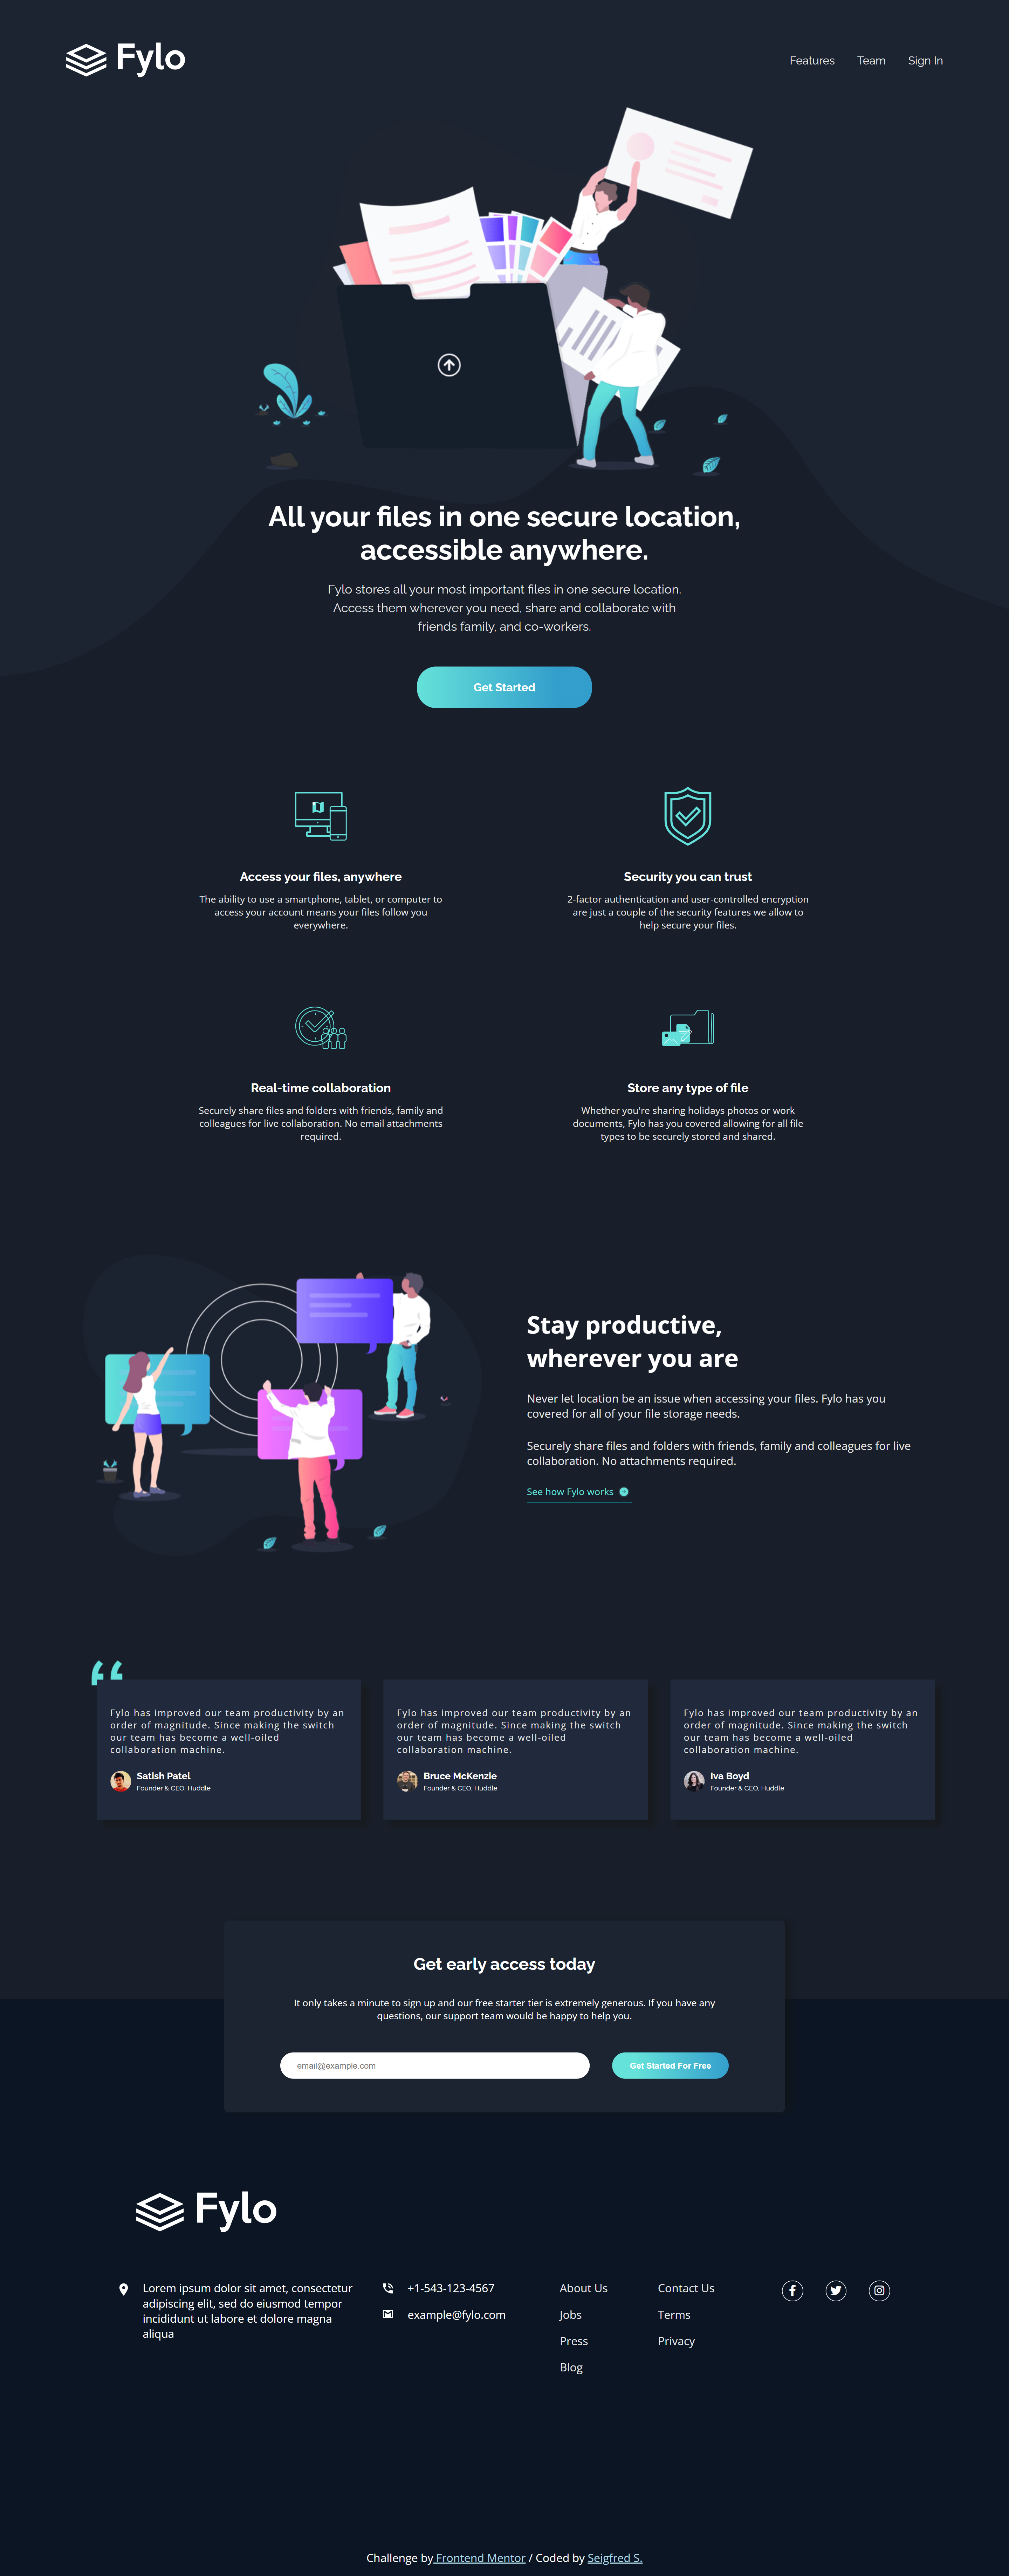 Fylo
Features Team Sign In
All your files in one secure location,
accessible anywhere.
Fylo stores all your most important files in one secure location.
Access them wherever you need, share and collaborate with
friends family, and co-workers.
Get Started
Access your files, anywhere
The ability to use a smartphone, tablet, or computer to
access your account means your files follow you
everywhere.
Security you can trust
2-factor authentication and user-controlled encryption
are just a couple of the security features we allow to
help secure your files.
Real-time collaboration
Securely share files and folders with friends, family and
colleagues for live collaboration. No email attachments
required.
Store any type of file
Whether you're sharing holidays photos or work
documents, Fylo has you covered allowing for all file
types to be securely stored and shared.
Stay productive,
wherever you are
Never let location be an issue when accessing your files. Fylo has you
covered for all of your file storage needs.
Securely share files and folders with friends, family and colleagues for live
collaboration. No attachments required.
See how Fylo works
Fylo has improved our team productivity by an
order of magnitude. Since making the switch
our team has become a well-oiled
collaboration machine.
Satish Patel
Founder & CEO, Huddle
Fylo has improved our team productivity by an
order of magnitude. Since making the switch
our team has become a well-oiled
collaboration machine.
Bruce McKenzie
Founder & CEO, Huddle
Fylo has improved our team productivity by an
order of magnitude. Since making the switch
our team has become a well-oiled
collaboration machine.
Iva Boyd
Founder & CEO, Huddle
Get early access today
It only takes a minute to sign up and our free starter tier is extremely generous. If you have any
questions, our support team would be happy to help you.
email@example.com
Get Started For Free
Fylo
Lorem ipsum dolor sit amet, consectetur
adipiscing elit, sed do eiusmod tempor
incididunt ut labore et dolore magna
aliqua
+1-543-123-4567
example@fylo.com
About Us
Jobs
Press
Blog
Contact Us
Terms
Privacy
Challenge by Frontend Mentor / Coded by Seigfred S.